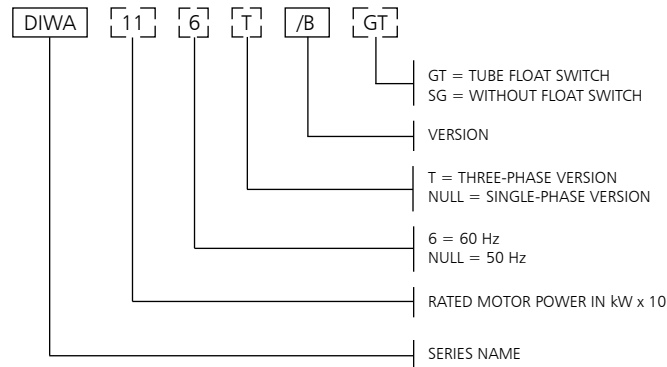 DIWA 11 6 T /B GT
GT = TUBE FLOAT SWITCH
SG = WITHOUT FLOAT SWITCH
VERSION
T = THREE-PHASE VERSION
NULL = SINGLE-PHASE VERSION
6 = 60 Hz
NULL = 50 Hz
RATED MOTOR POWER IN kW x 10
SERIES NAME